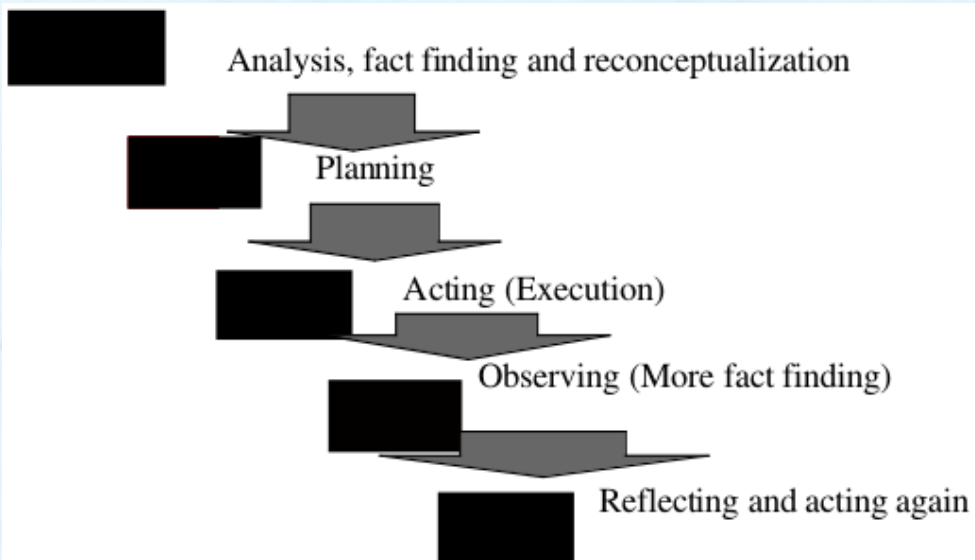 Analysis, fact finding and reconceptualization
Planning
Acting (Execution)
Observing (More fact finding)
Reflecting and acting again